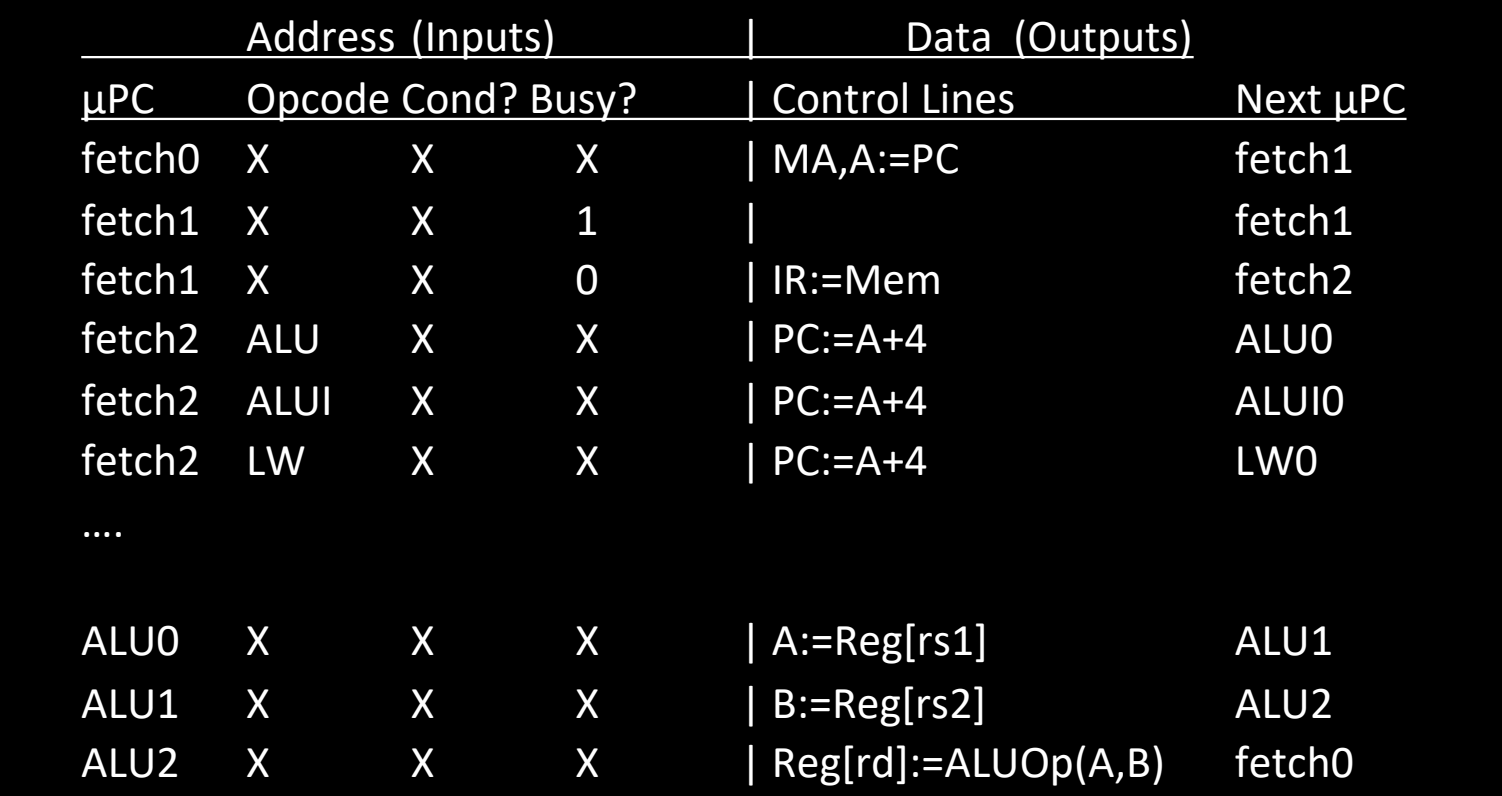 Address (Inputs) | Data (Outputs)
µPC Opcode Cond? Busy? | Control Lines Next µPC
fetch0 X X X | MA,A:=PC fetch1
fetch1 X X 1 | fetch1
fetch1 X X 0 | IR:=Mem fetch2
fetch2 ALU X X | PC:=A+4 ALU0
fetch2 ALUI X X | PC:=A+4 ALUI0
fetch2 LW X X | PC:=A+4 LW0
....
ALU0 X X X | A:=Reg[rs1] ALU1
ALU1 X X X | B:=Reg[rs2] ALU2
ALU2 X X X | Reg[rd]:=ALUOp(A,B) fetch0